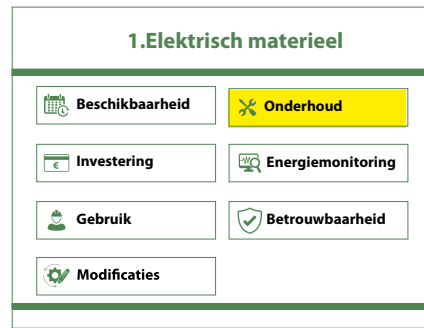 1.Elektrisch materieel
Beschikbaarheid
Onderhoud
€ Investering
Energiemonitoring
Gebruik
Betrouwbaarheid
Modificaties